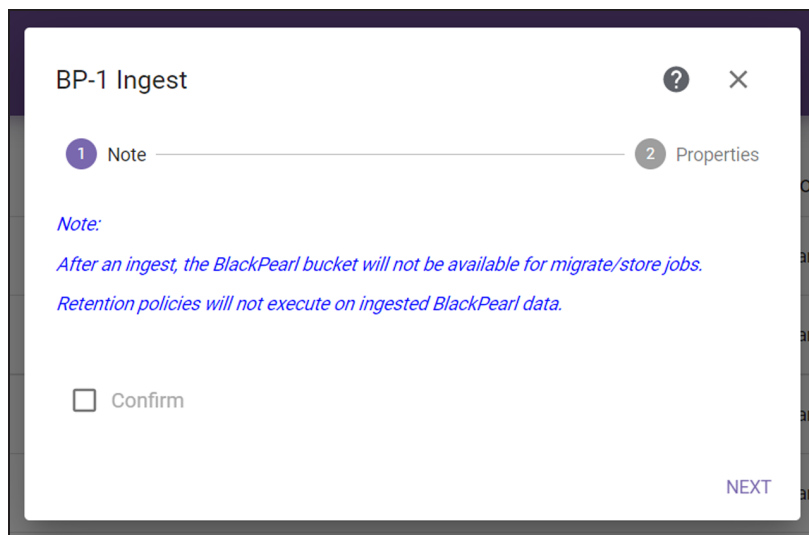 BP-1 Ingest
?
1 Note
2 Properties
Note:
After an ingest, the BlackPearl bucket will not be available for migrate/store jobs.
Retention policies will not execute on ingested BlackPearl data.
Confirm
NEXT